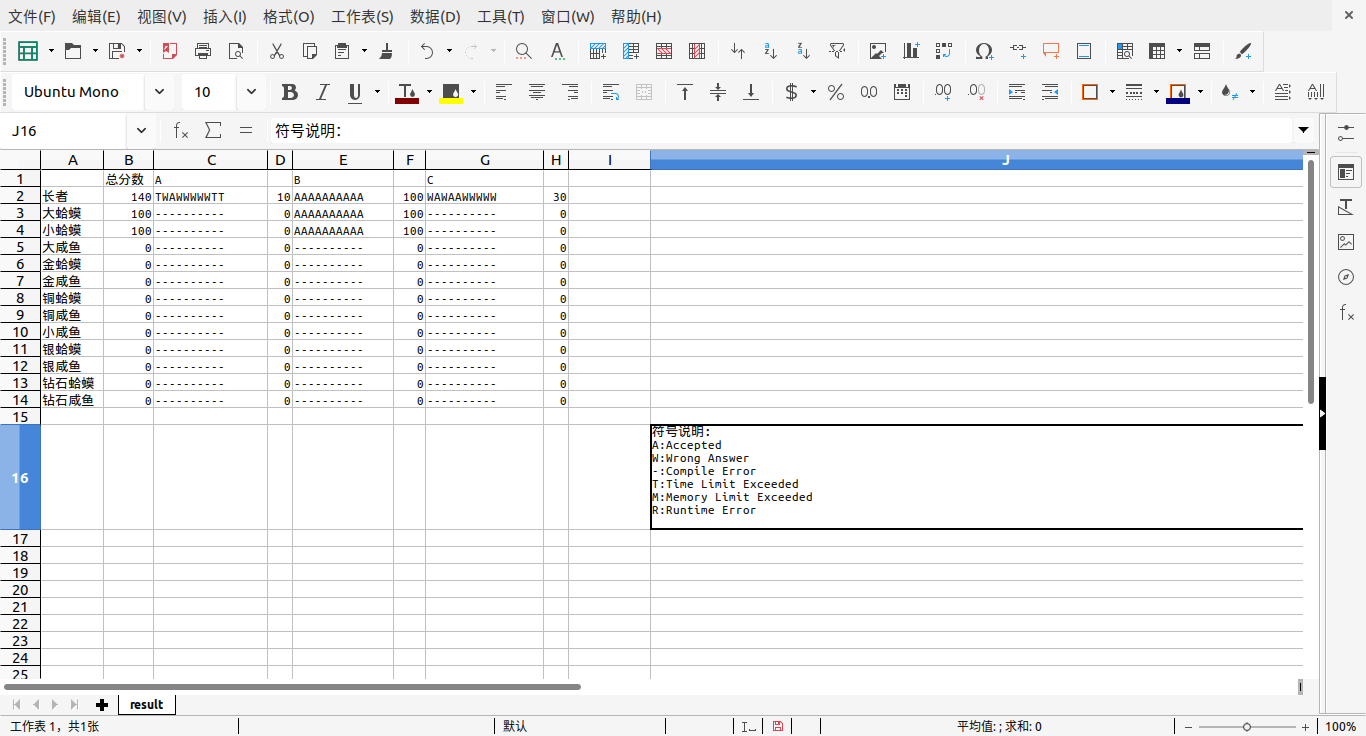 文件(F) 编辑(E) 视图(V) 插入(I) 格式(O) 工作表(S) 数据(D) 工具(T) 窗口(W) 帮助(H)
Ubuntu Mono 10
J16 符号说明:
A B C D E F G H I J
1 总分数 A B C
2 长者 140 TWAWWWWWTT 10 AAAAAAAAAA 100 WAWAAWWWWW 30
3 大蛤蟆 100 ---------- 0 AAAAAAAAAA 100 ---------- 0
4 小蛤蟆 100 ---------- 0 AAAAAAAAAA 100 ---------- 0
5 大咸鱼 0 ---------- 0 ---------- 0 ---------- 0
6 金蛤蟆 0 ---------- 0 ---------- 0 ---------- 0
7 金咸鱼 0 ---------- 0 ---------- 0 ---------- 0
8 铜蛤蟆 0 ---------- 0 ---------- 0 ---------- 0
9 铜咸鱼 0 ---------- 0 ---------- 0 ---------- 0
10 小咸鱼 0 ---------- 0 ---------- 0 ---------- 0
11 银蛤蟆 0 ---------- 0 ---------- 0 ---------- 0
12 银咸鱼 0 ---------- 0 ---------- 0 ---------- 0
13 钻石蛤蟆 0 ---------- 0 ---------- 0 ---------- 0
14 钻石咸鱼 0 ---------- 0 ---------- 0 ---------- 0
15
16
符号说明:
A:Accepted
W:Wrong Answer
-:Compile Error
T:Time Limit Exceeded
M:Memory Limit Exceeded
R:Runtime Error
17
18
19
20
21
22
23
24
25
result
工作表 1，共1张 默认 平均值: ; 求和: 0 100%